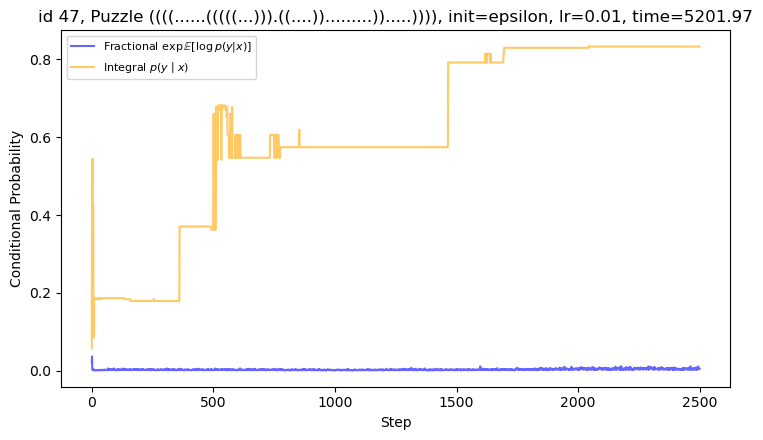 id 47, Puzzle ((((......(((((...))).((....)).........)).....)))), init=epsilon, lr=0.01, time=5201.97
Fractional exp𝔼[log p(y|x)]
Integral p(y | x)
Conditional Probability
0.8
0.6
0.4
0.2
0.0
0
500
1000
1500
2000
2500
Step